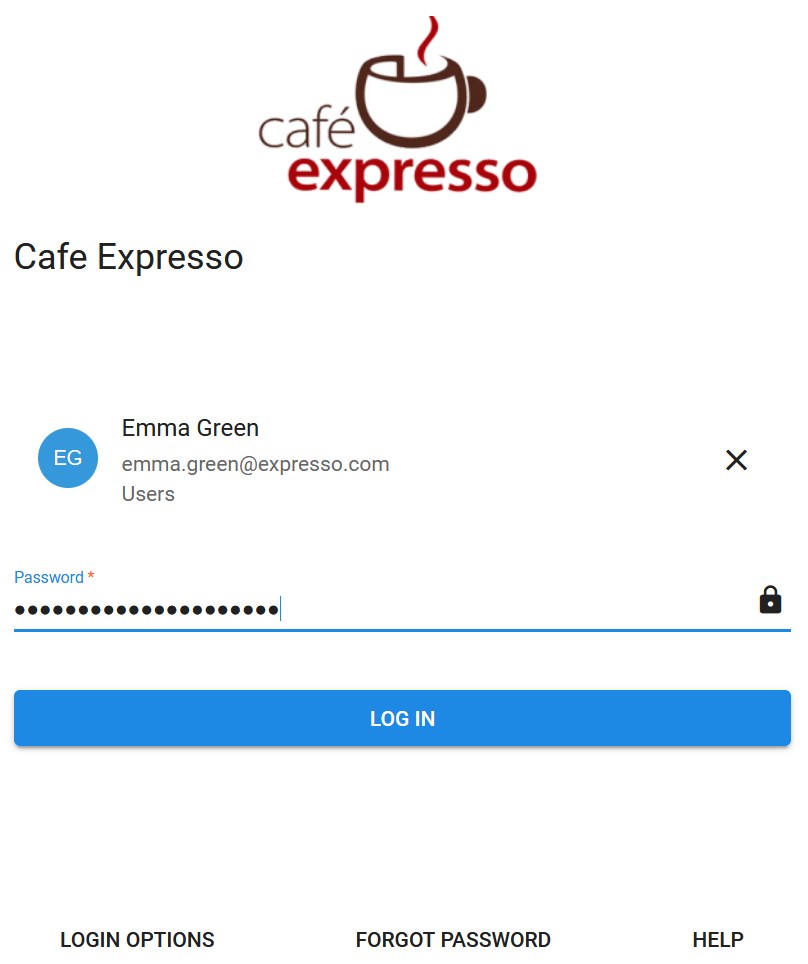 café
expresso
Cafe Expresso
EG
Emma Green
emma.green@expresso.com
Users
Password *
●●●●●●●●●●●●●●●●●●●●●
LOG IN
LOGIN OPTIONS FORGOT PASSWORD HELP